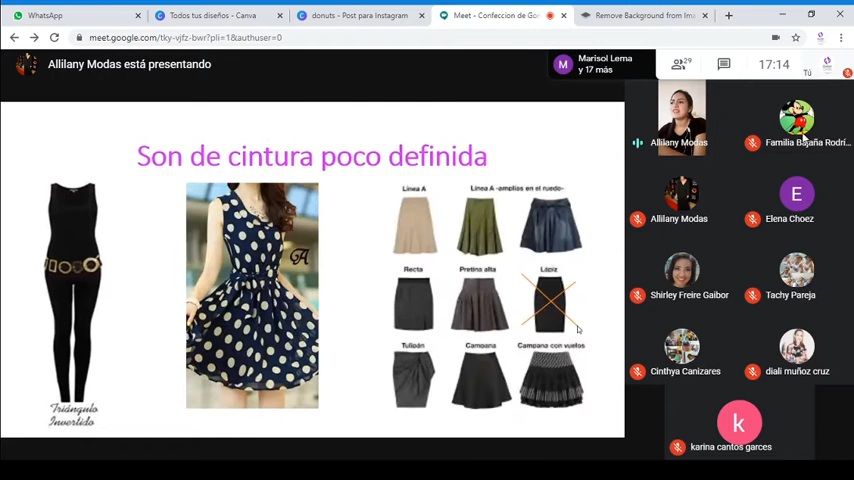 WhatsApp
Todos tus diseños - Canva
donuts - Post para Instagram
Meet - Confeccion de Go
Remove Background from Ima
meet.google.com/tky-vjfz-bwr?pli=1&authuser=0
Allilany Modas está presentando
Marisol Lema
y 17 más
29
17:14
Tú
Son de cintura poco definida
Línea A
Línea A -amplias en el ruedo-
Recta
Pretina alta
Lápiz
Tulipán
Campana
Campana con vuelos
A
Triángulo
Invertido
Allilany Modas
Familia Bajaña Rodrí...
Allilany Modas
E
Elena Choez
Shirley Freire Gaibor
Tachy Pareja
Cinthya Canizares
diali muñoz cruz
k
karina cantos garces